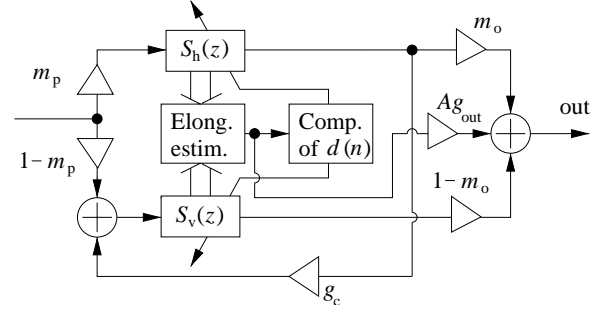 S_h(z)
m_o
m_p
Ag_out
out
Elong.
estim.
Comp.
of d(n)
1− m_p
1− m_o
S_v(z)
g_c